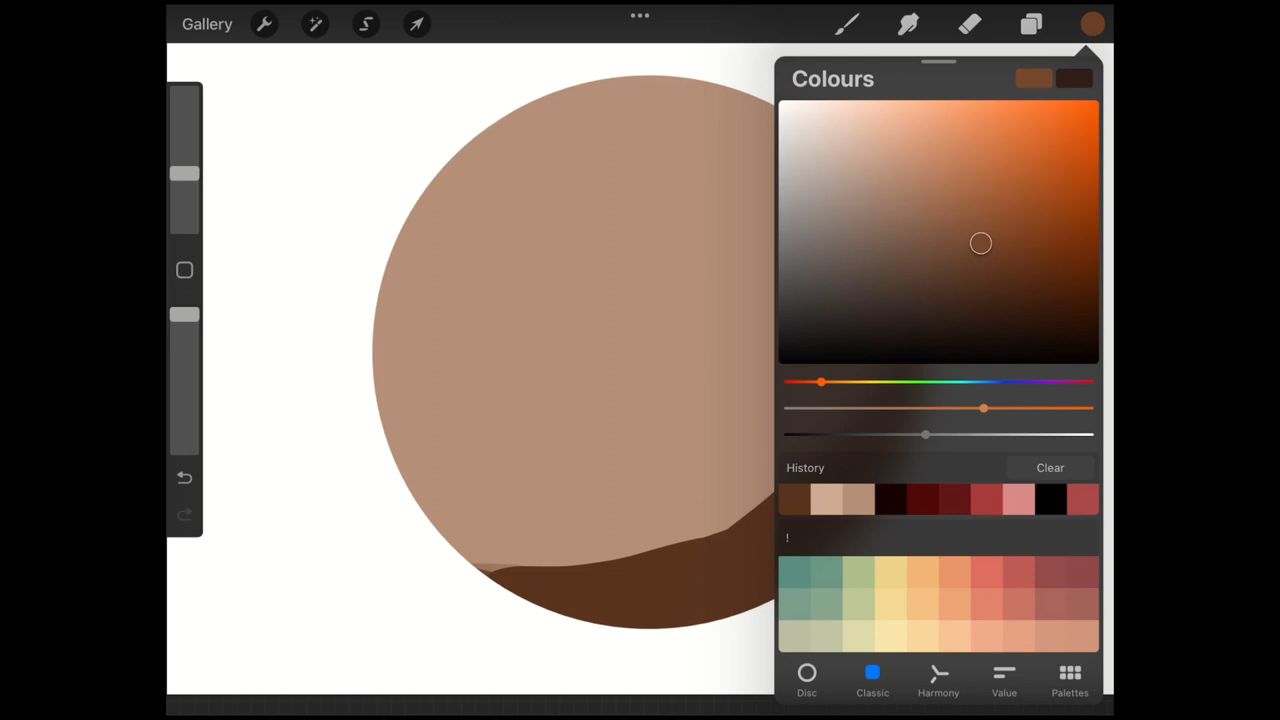 Gallery
Colours
History
Clear
!
Disc
Classic
Harmony
Value
Palettes